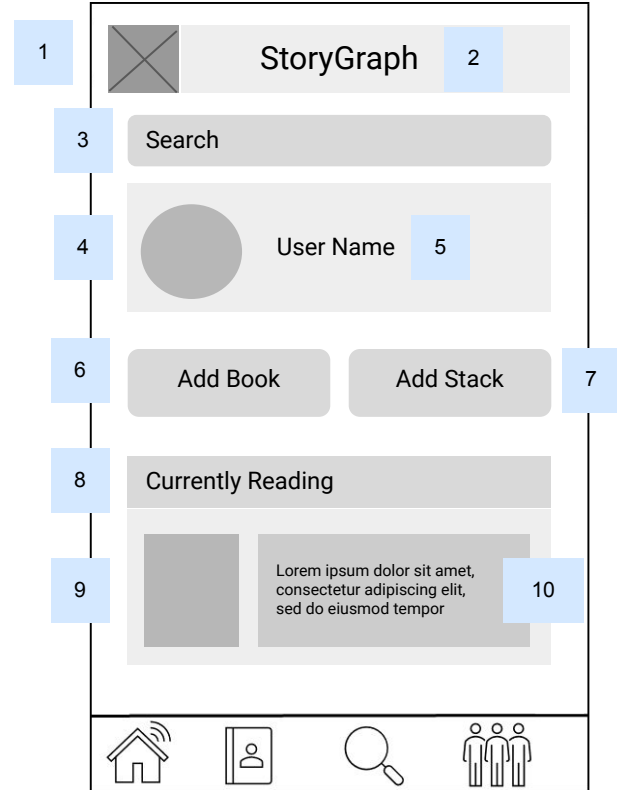 1
StoryGraph 2
3 Search
4 User Name 5
6 Add Book Add Stack 7
8 Currently Reading
9
Lorem ipsum dolor sit amet,
consectetur adipiscing elit,
sed do eiusmod tempor
10